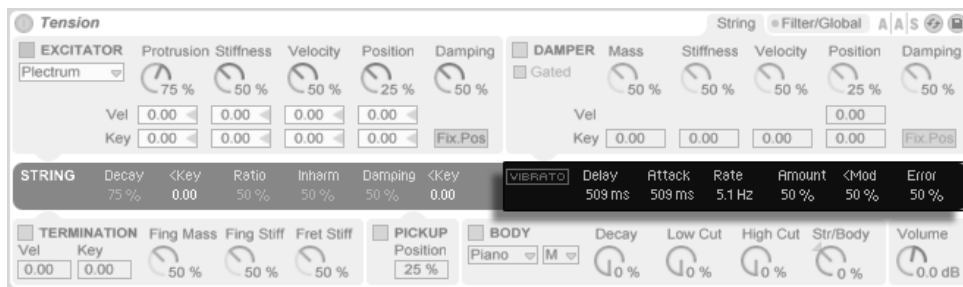 Tension String Filter/Global A A S
EXCITATOR Protrusion Stiffness Velocity Position Damping
Plectrum 75 % 50 % 50 % 25 % 50 %
Vel 0.00 0.00 0.00 0.00
Key 0.00 0.00 0.00 0.00 Fix.Pos
DAMPER Mass Stiffness Velocity Position Damping
Gated 50 % 50 % 50 % 25 % 50 %
Vel 0.00
Key 0.00 0.00 0.00 0.00 Fix.Pos
STRING Decay <Key Ratio Inharm Damping <Key
75 % 0.00 50 % 50 % 50 % 0.00
VIBRATO Delay Attack Rate Amount <Mod Error
509 ms 509 ms 5.1 Hz 50 % 50 % 50 %
TERMINATION Fing Mass Fing Stiff Fret Stiff
Vel Key
0.00 0.00 50 % 50 % 50 %
PICKUP
Position
25 %
BODY Decay Low Cut High Cut Str/Body
Piano M 0 % 0 % 0 % 0 %
Volume
0.0 dB